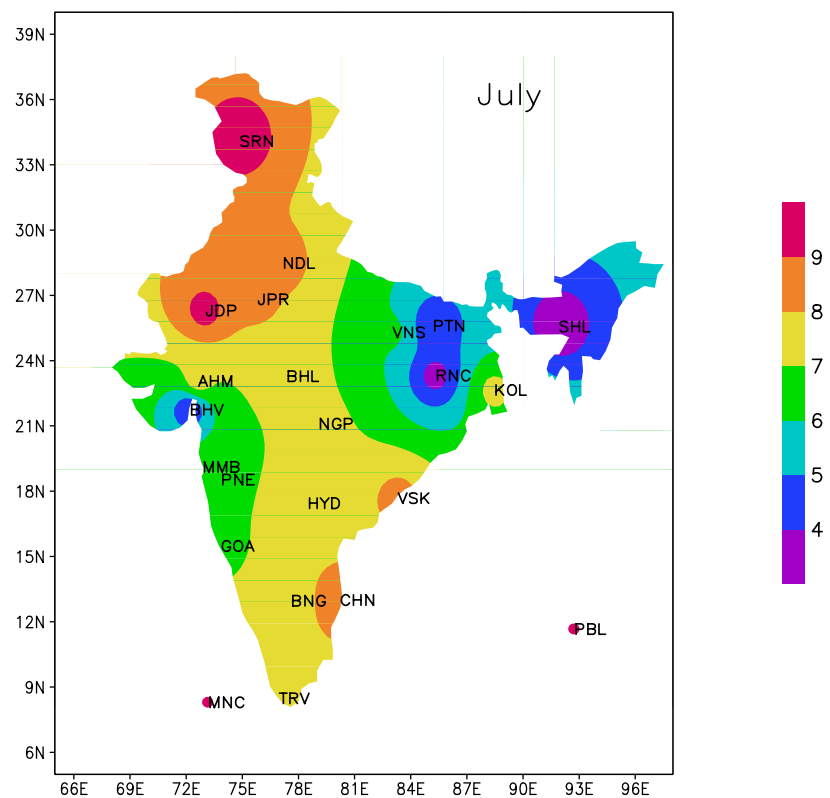 39N
July
36N
SRN
33N
30N
NDL
9
27N
JDP
JPR
8
VNS
PTN
SHL
24N
AHM
BHL
RNC
KOL
7
BHV
21N
NGP
6
MMB
PNE
5
18N
HYD
VSK
4
15N
GOA
12N
BNG
CHN
PBL
9N
MNC
TRV
6N
66E 69E 72E 75E 78E 81E 84E 87E 90E 93E 96E